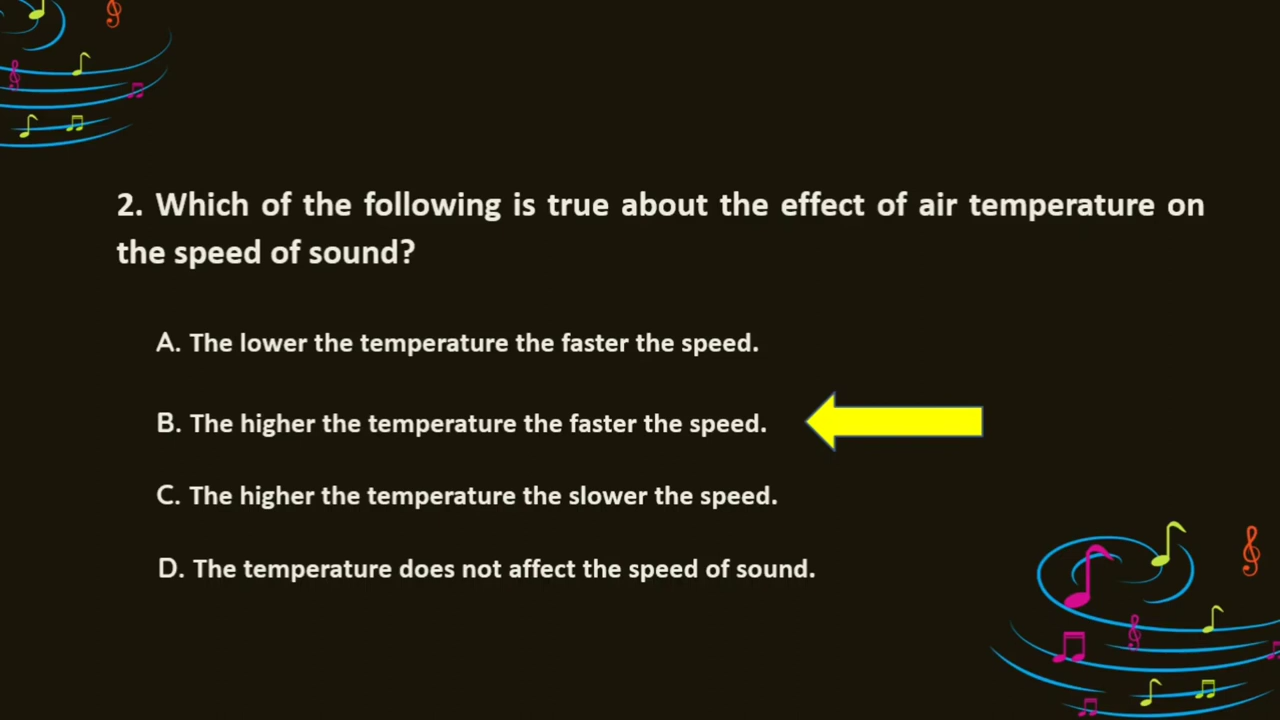 2. Which of the following is true about the effect of air temperature on
the speed of sound?
A. The lower the temperature the faster the speed.
B. The higher the temperature the faster the speed.
C. The higher the temperature the slower the speed.
D. The temperature does not affect the speed of sound.